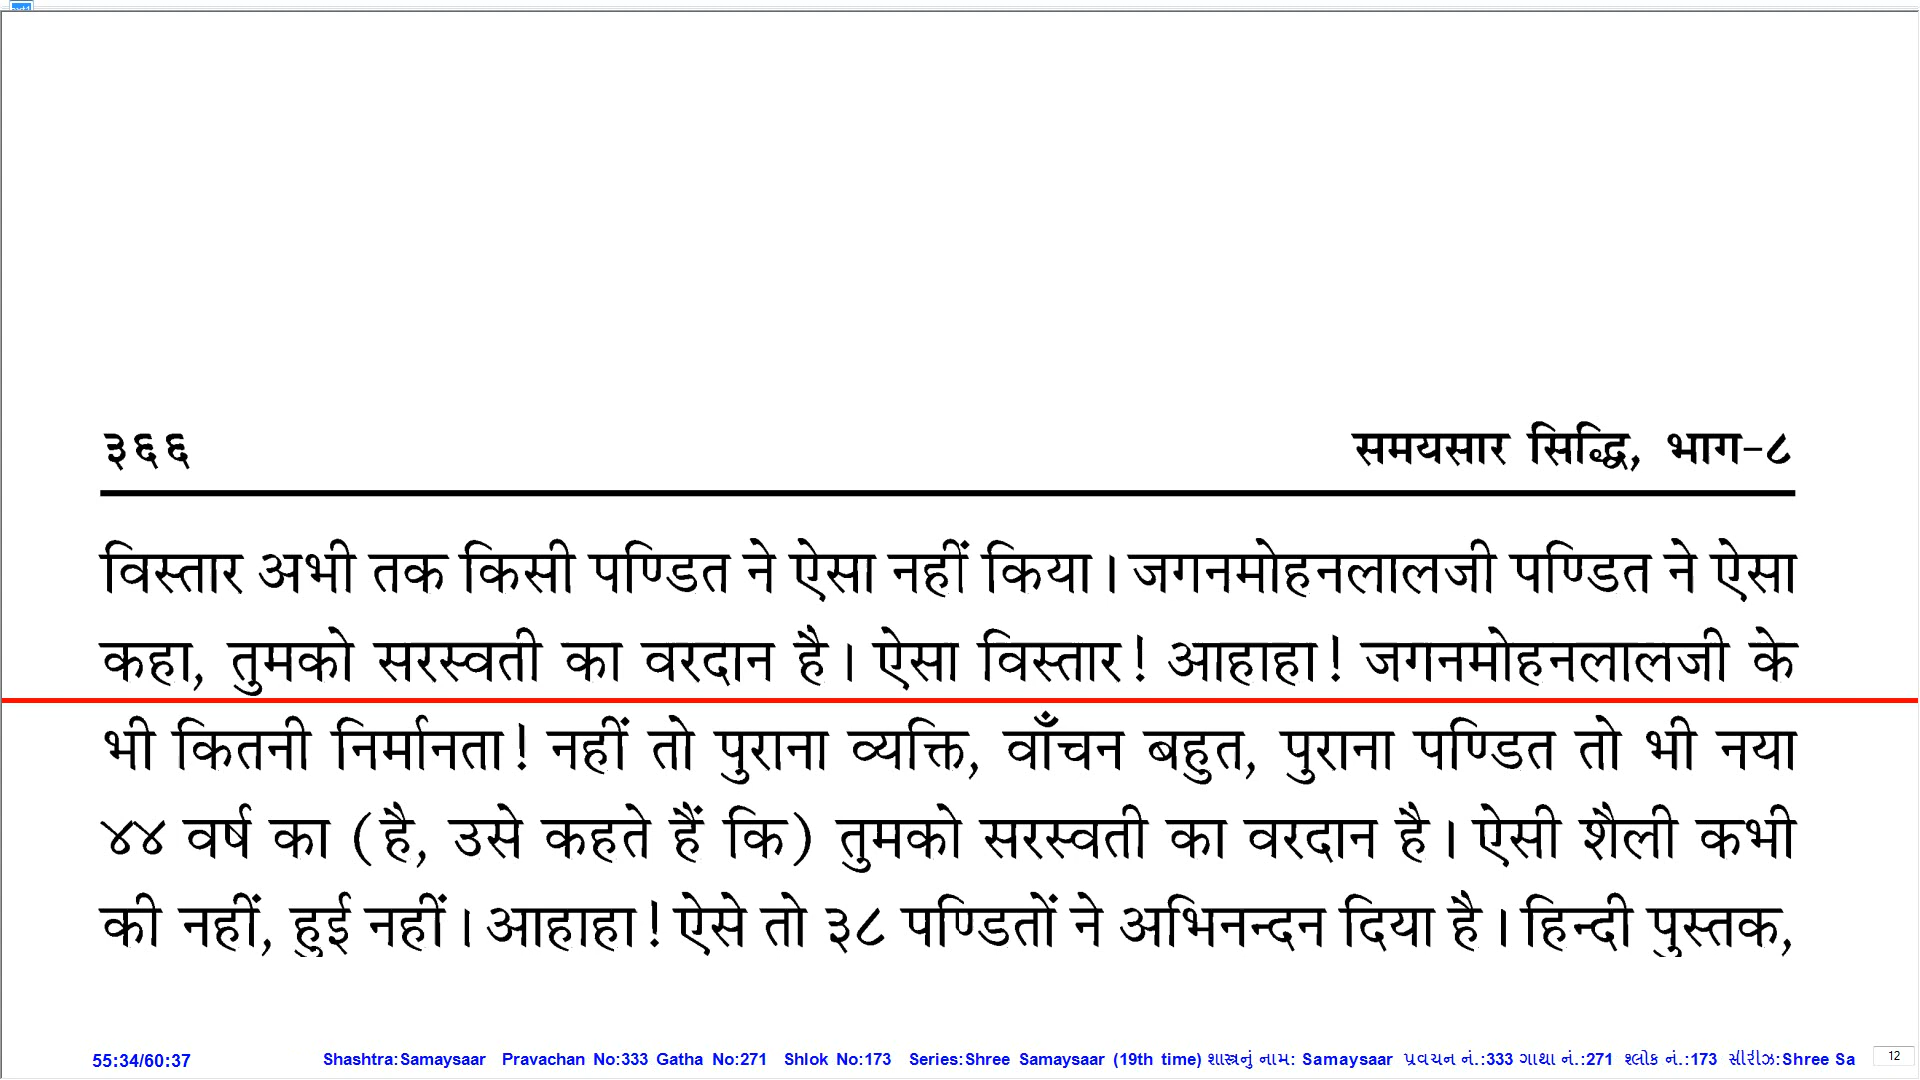 ३६६ समयसार सिद्धि, भाग-८
विस्तार अभी तक किसी पण्डित ने ऐसा नहीं किया। जगनमोहनलालजी पण्डित ने ऐसा
कहा, तुमको सरस्वती का वरदान है। ऐसा विस्तार! आहाहा! जगनमोहनलालजी के
भी कितनी निर्मानता! नहीं तो पुराना व्यक्ति, वाँचन बहुत, पुराना पण्डित तो भी नया
४४ वर्ष का (है, उसे कहते हैं कि) तुमको सरस्वती का वरदान है। ऐसी शैली कभी
की नहीं, हुई नहीं। आहाहा! ऐसे तो ३८ पण्डितों ने अभिनन्दन दिया है। हिन्दी पुस्तक,
55:34/60:37 Shashtra:Samaysaar Pravachan No:333 Gatha No:271 Shlok No:173 Series:Shree Samaysaar (19th time) શાસ્ત્રનું નામ: Samaysaar પ્રવચન નં.:333 ગાથા નં.:271 શ્લોક નં.:173 સીરીઝ:Shree Sa 12